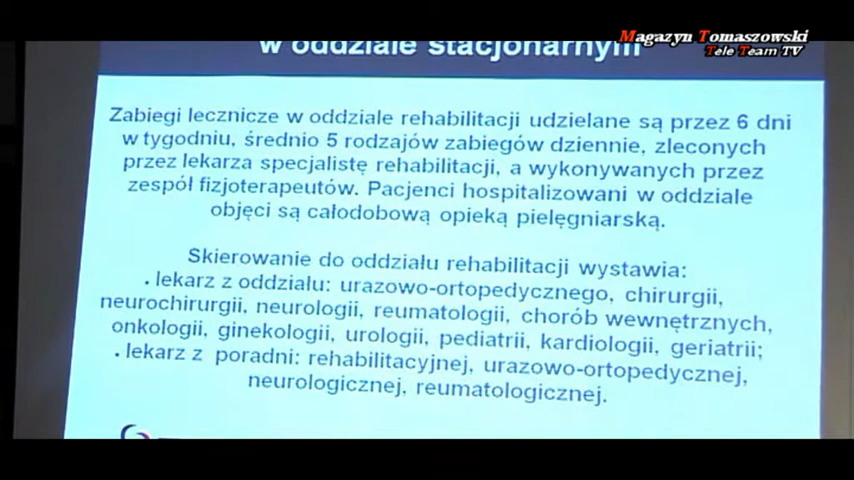 Magazyn Tomaszowski
Tele Team TV
w oddziale stacjonarnym
Zabiegi lecznicze w oddziale rehabilitacji udzielane są przez 6 dni
w tygodniu, średnio 5 rodzajów zabiegów dziennie, zleconych
przez lekarza specjalistę rehabilitacji, a wykonywanych przez
zespół fizjoterapeutów. Pacjenci hospitalizowani w oddziale
objęci są całodobową opieką pielęgniarską.
Skierowanie do oddziału rehabilitacji wystawia:
• lekarz z oddziału: urazowo-ortopedycznego, chirurgii,
neurochirurgii, neurologii, reumatologii, chorób wewnętrznych,
onkologii, ginekologii, urologii, pediatrii, kardiologii, geriatrii;
• lekarz z poradni: rehabilitacyjnej, urazowo-ortopedycznej,
neurologicznej, reumatologicznej.